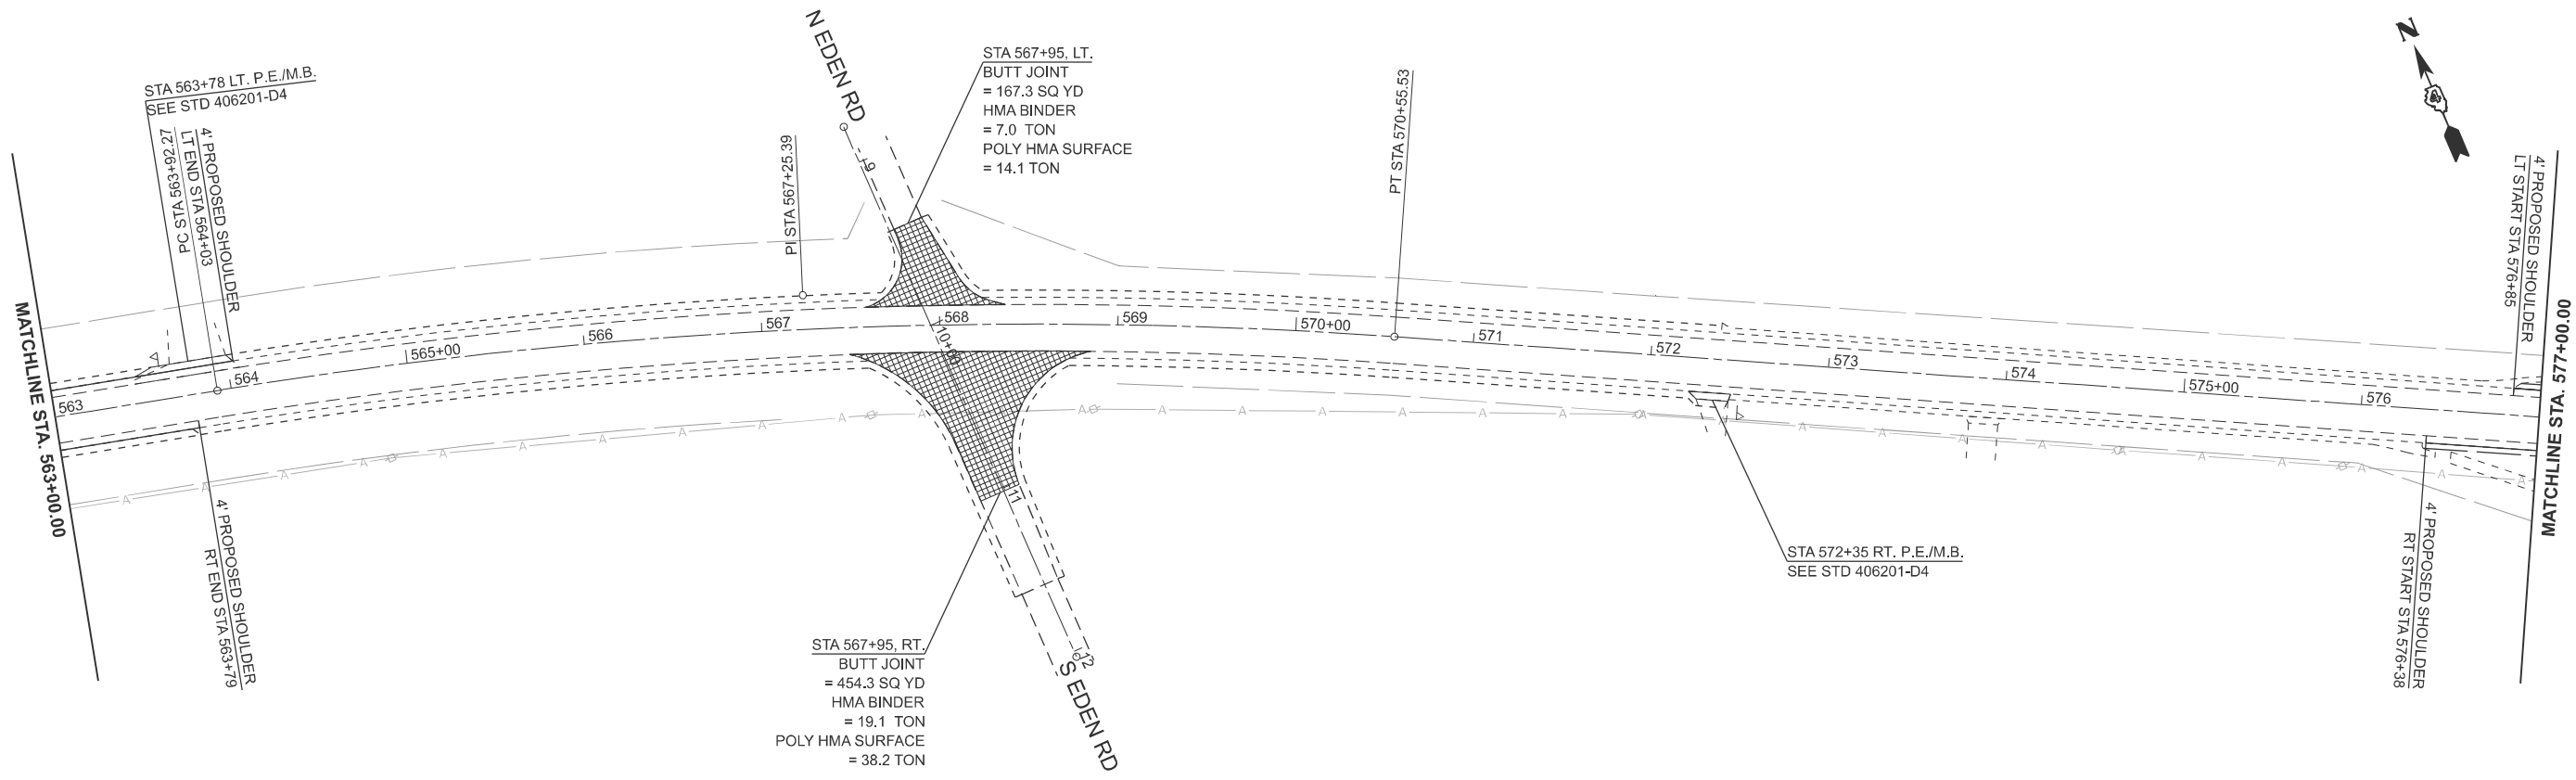 STA 563+78 LT. P.E./M.B.
SEE STD 406201-D4
PC STA 563+92.27
LT END STA 564+03
4' PROPOSED SHOULDER
N EDEN RD
STA 567+95, LT.
BUTT JOINT
= 167.3 SQ YD
HMA BINDER
= 7.0 TON
POLY HMA SURFACE
= 14.1 TON
PI STA 567+25.39
PT STA 570+55.53
N
4
4' PROPOSED SHOULDER
LT START STA 576+85
MATCHLINE STA. 563+00.00
563
564
565+00
566
567
568
569
570+00
571
572
573
574
575+00
576
MATCHLINE STA. 577+00.00
9
10+00
11
12
A A A A A A A A A A A A A A A A A A A A
4' PROPOSED SHOULDER
RT END STA 563+79
STA 567+95, RT.
BUTT JOINT
= 454.3 SQ YD
HMA BINDER
= 19.1 TON
POLY HMA SURFACE
= 38.2 TON
S EDEN RD
STA 572+35 RT. P.E./M.B.
SEE STD 406201-D4
4' PROPOSED SHOULDER
RT START STA 576+38